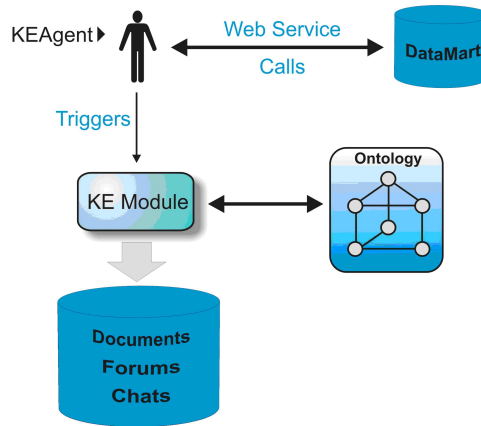 KEAgent
Web Service
Calls
DataMart
Triggers
KE Module
Ontology
Documents
Forums
Chats